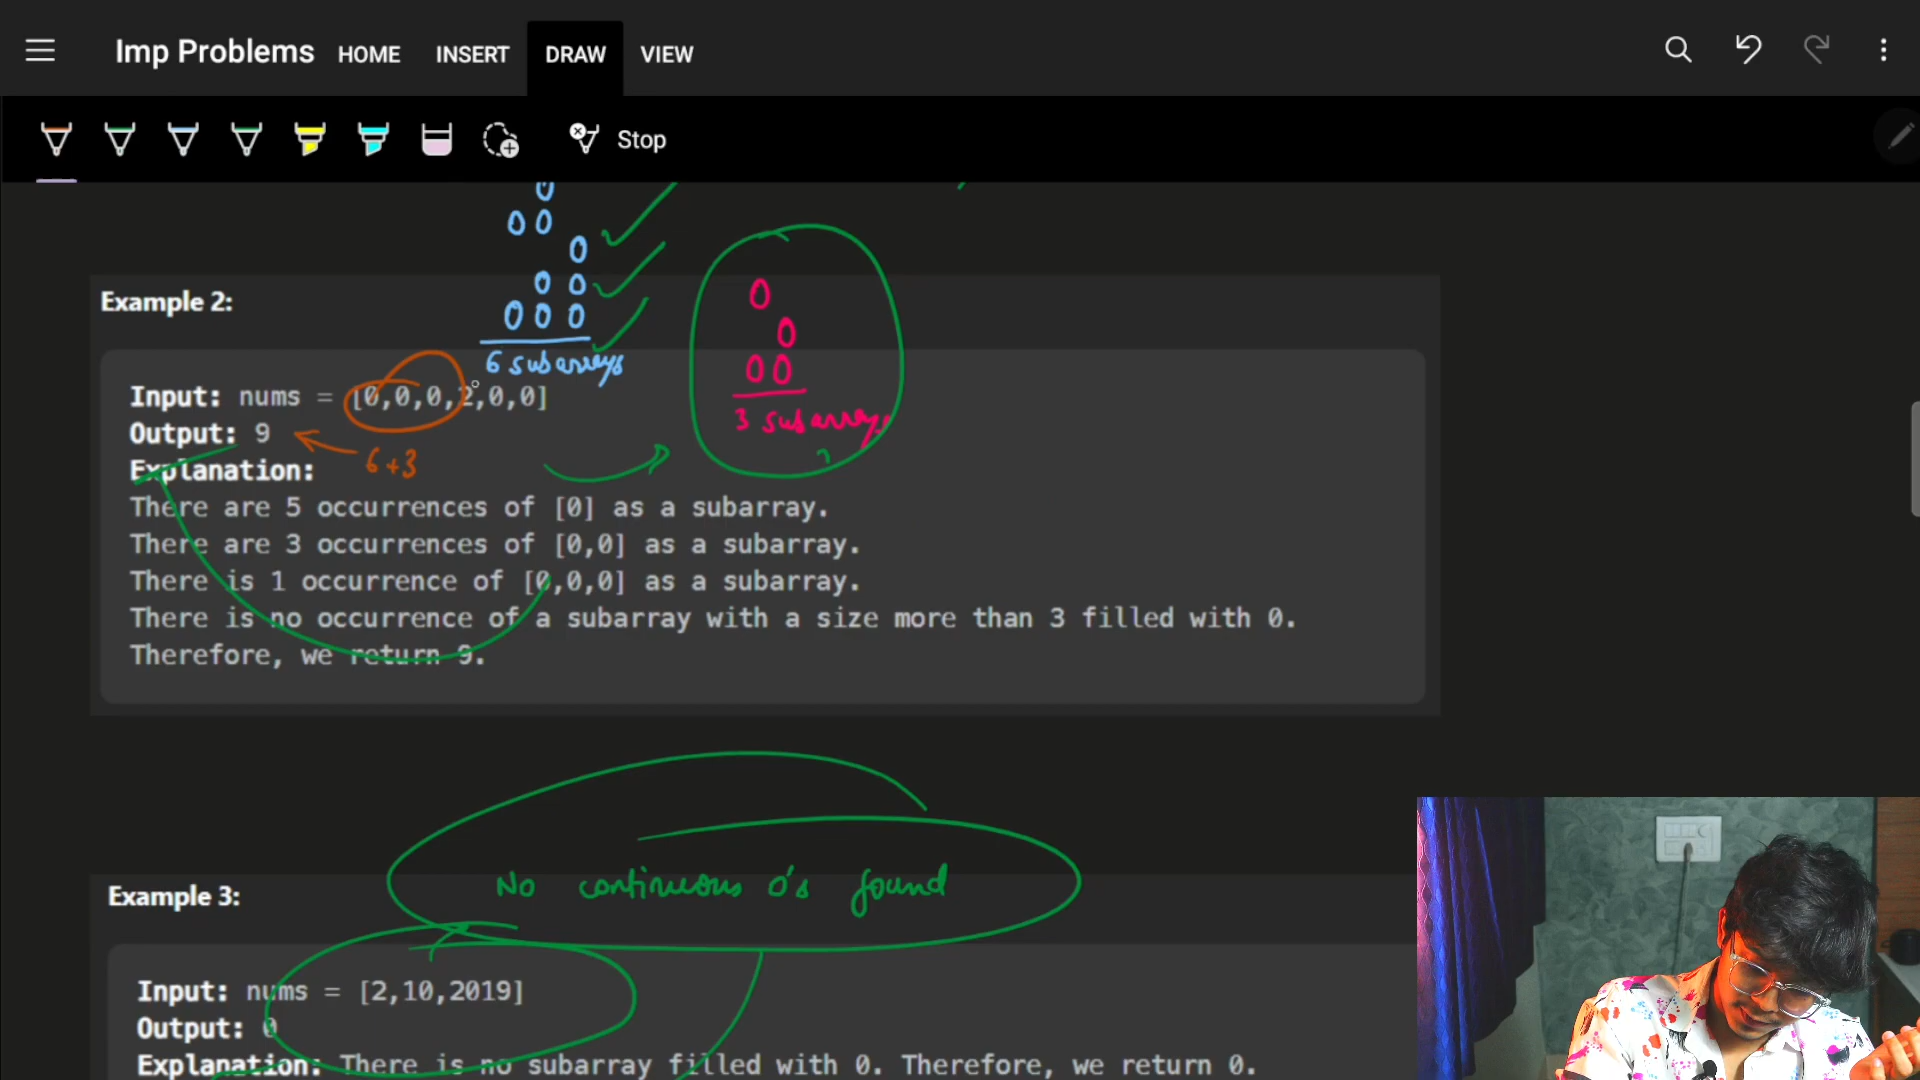 Imp Problems HOME INSERT DRAW VIEW
Stop
0
0 0
0
0 0
0 0 0
6 subarrays
0
0
0 0
3 subarrays
Example 2:
Input: nums = [0,0,0,2,0,0]
Output: 9
6+3
Explanation:
There are 5 occurrences of [0] as a subarray.
There are 3 occurrences of [0,0] as a subarray.
There is 1 occurrence of [0,0,0] as a subarray.
There is no occurrence of a subarray with a size more than 3 filled with 0.
Therefore, we return 9.
No continuous 0's found
Example 3:
Input: nums = [2,10,2019]
Output: 0
Explanation: There is no subarray filled with 0. Therefore, we return 0.